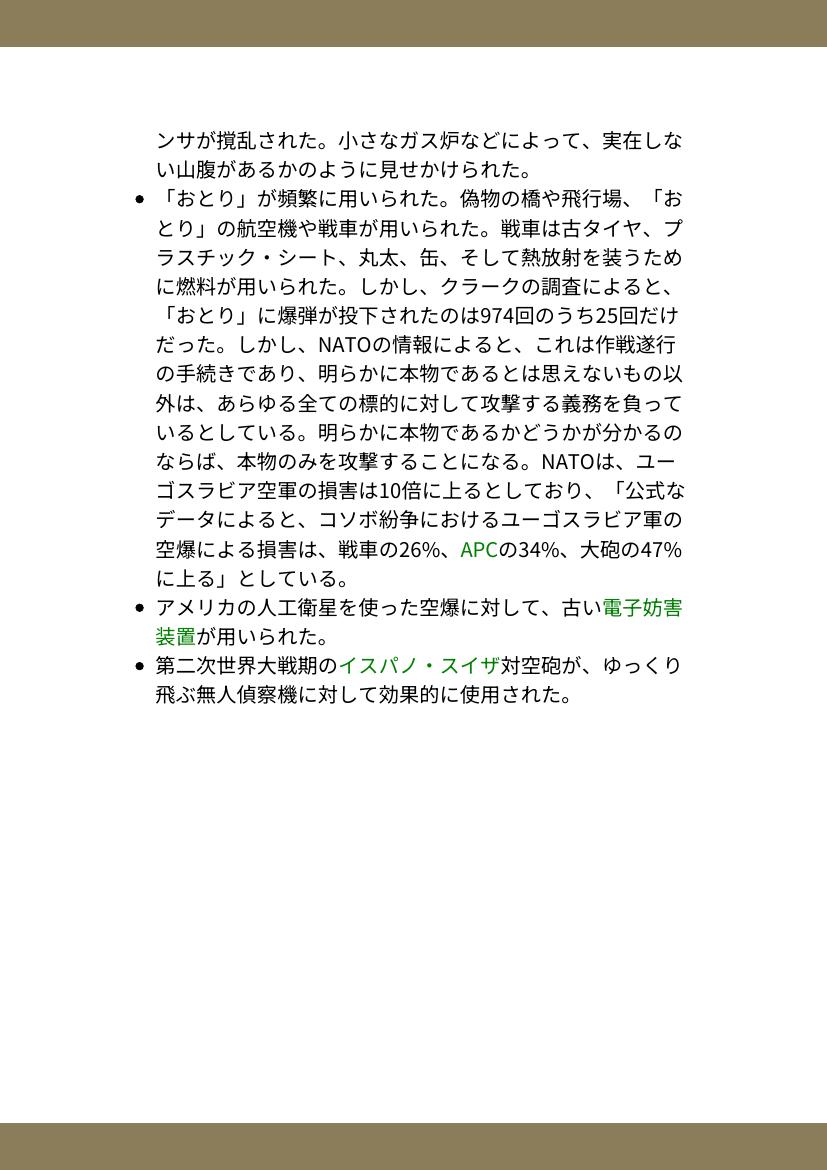 ンサが撹乱された。小さなガス炉などによって、実在しな
い山腹があるかのように見せかけられた。
• 「おとり」が頻繁に用いられた。偽物の橋や飛行場、「お
とり」の航空機や戦車が用いられた。戦車は古タイヤ、プ
ラスチック・シート、丸太、缶、そして熱放射を装うため
に燃料が用いられた。しかし、クラークの調査によると、
「おとり」に爆弾が投下されたのは974回のうち25回だけ
だった。しかし、NATOの情報によると、これは作戦遂行
の手続きであり、明らかに本物であるとは思えないもの以
外は、あらゆる全ての標的に対して攻撃する義務を負って
いるとしている。明らかに本物であるかどうかが分かるの
ならば、本物のみを攻撃することになる。NATOは、ユー
ゴスラビア空軍の損害は10倍に上るとしており、「公式な
データによると、コソボ紛争におけるユーゴスラビア軍の
空爆による損害は、戦車の26%、APCの34%、大砲の47%
に上る」としている。
• アメリカの人工衛星を使った空爆に対して、古い電子妨害
装置が用いられた。
• 第二次世界大戦期のイスパノ・スイザ対空砲が、ゆっくり
飛ぶ無人偵察機に対して効果的に使用された。